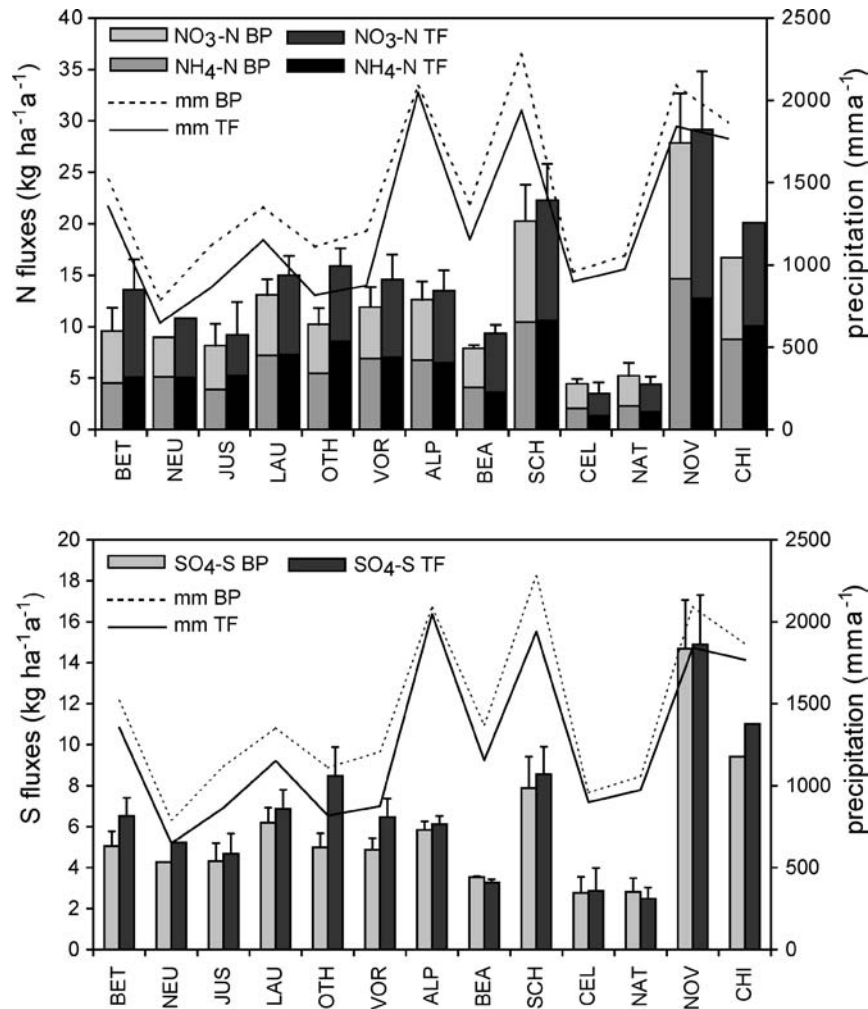 40
35
30
25
20
15
10
5
0
N fluxes (kg ha⁻¹a⁻¹)
NO₃-N BP NO₃-N TF
NH₄-N BP NH₄-N TF
mm BP
mm TF
2500
2000
1500
1000
500
0
precipitation (mma⁻¹)
BET NEU JUS LAU OTH VOR ALP BEA SCH CEL NAT NOV CHI
20
18
16
14
12
10
8
6
4
2
0
S fluxes (kg ha⁻¹a⁻¹)
SO₄-S BP SO₄-S TF
mm BP
mm TF
2500
2000
1500
1000
500
0
precipitation (mma⁻¹)
BET NEU JUS LAU OTH VOR ALP BEA SCH CEL NAT NOV CHI